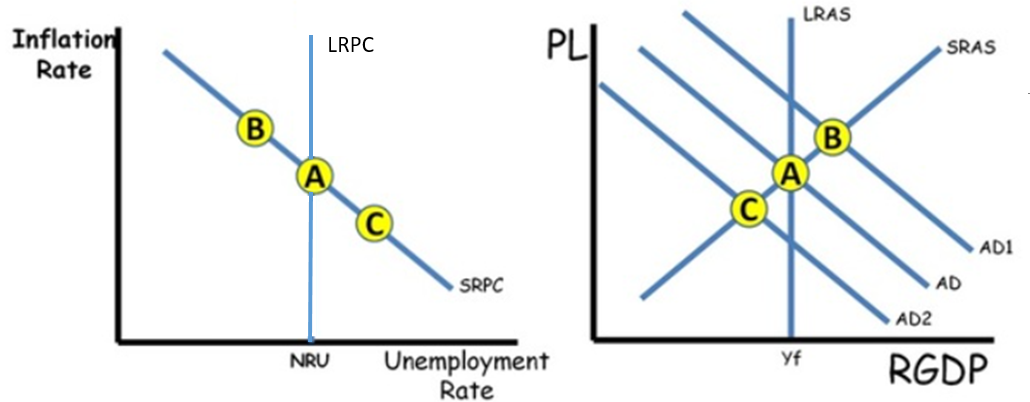 Inflation
Rate
LRPC
B
A
C
SRPC
NRU
Unemployment
Rate
PL
LRAS
SRAS
B
A
C
AD1
AD
AD2
Yf
RGDP